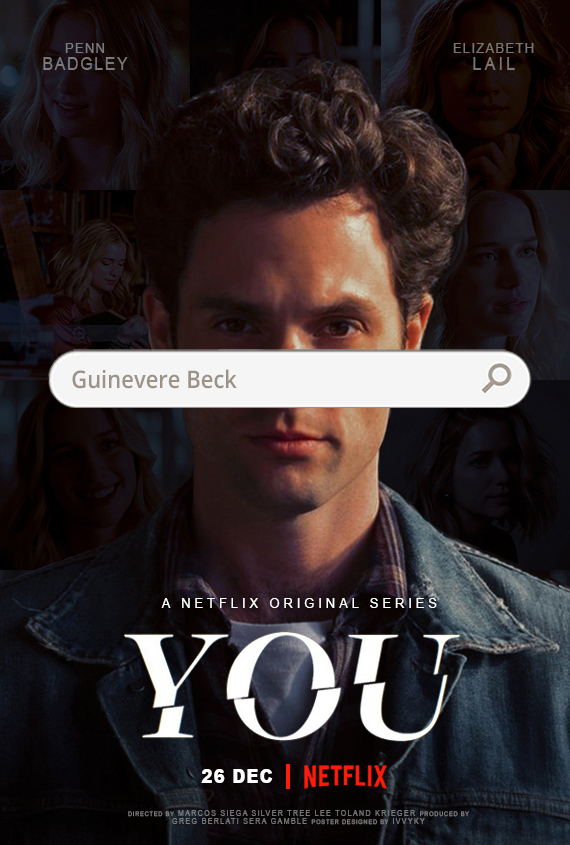 PENN
BADGLEY
ELIZABETH
LAIL
Guinevere Beck
A NETFLIX ORIGINAL SERIES
YOU
26 DEC | NETFLIX
DIRECTED BY MARCOS SIEGA SILVER TREE LEE TOLAND KRIEGER PRODUCED BY
GREG BERLATI SERA GAMBLE POSTER DESIGNED BY IVVYKY